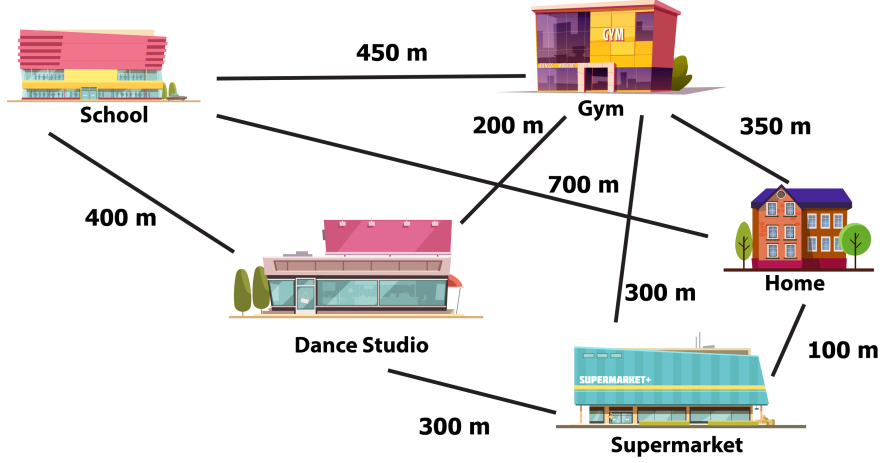 450 m
GYM
School
Gym
200 m
350 m
700 m
400 m
Home
300 m
Dance Studio
100 m
SUPERMARKET+
300 m
Supermarket